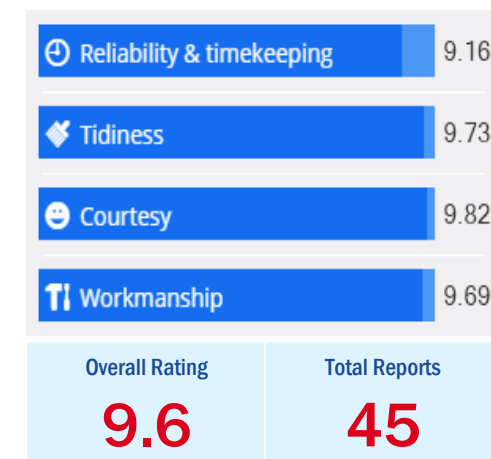 Reliability & timekeeping 9.16
Tidiness 9.73
Courtesy 9.82
Workmanship 9.69
Overall Rating Total Reports
9.6 45